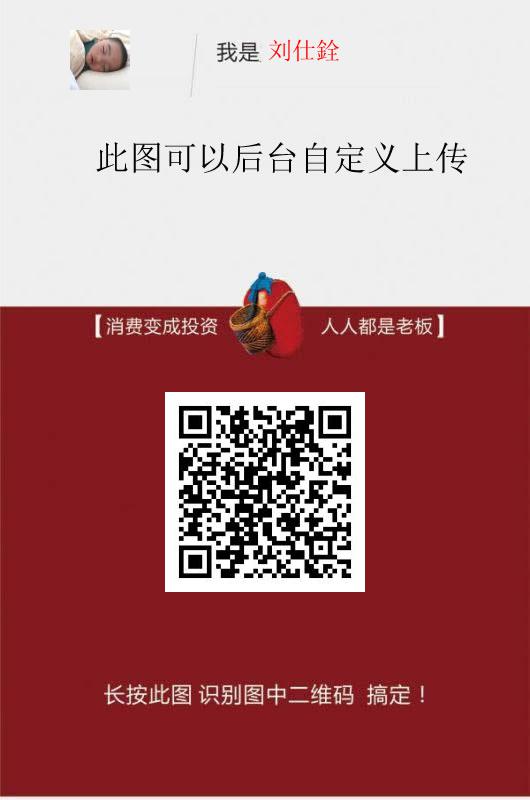 我是 刘仕銓
此图可以后台自定义上传
【消费变成投资 人人都是老板】
长按此图 识别图中二维码 搞定！